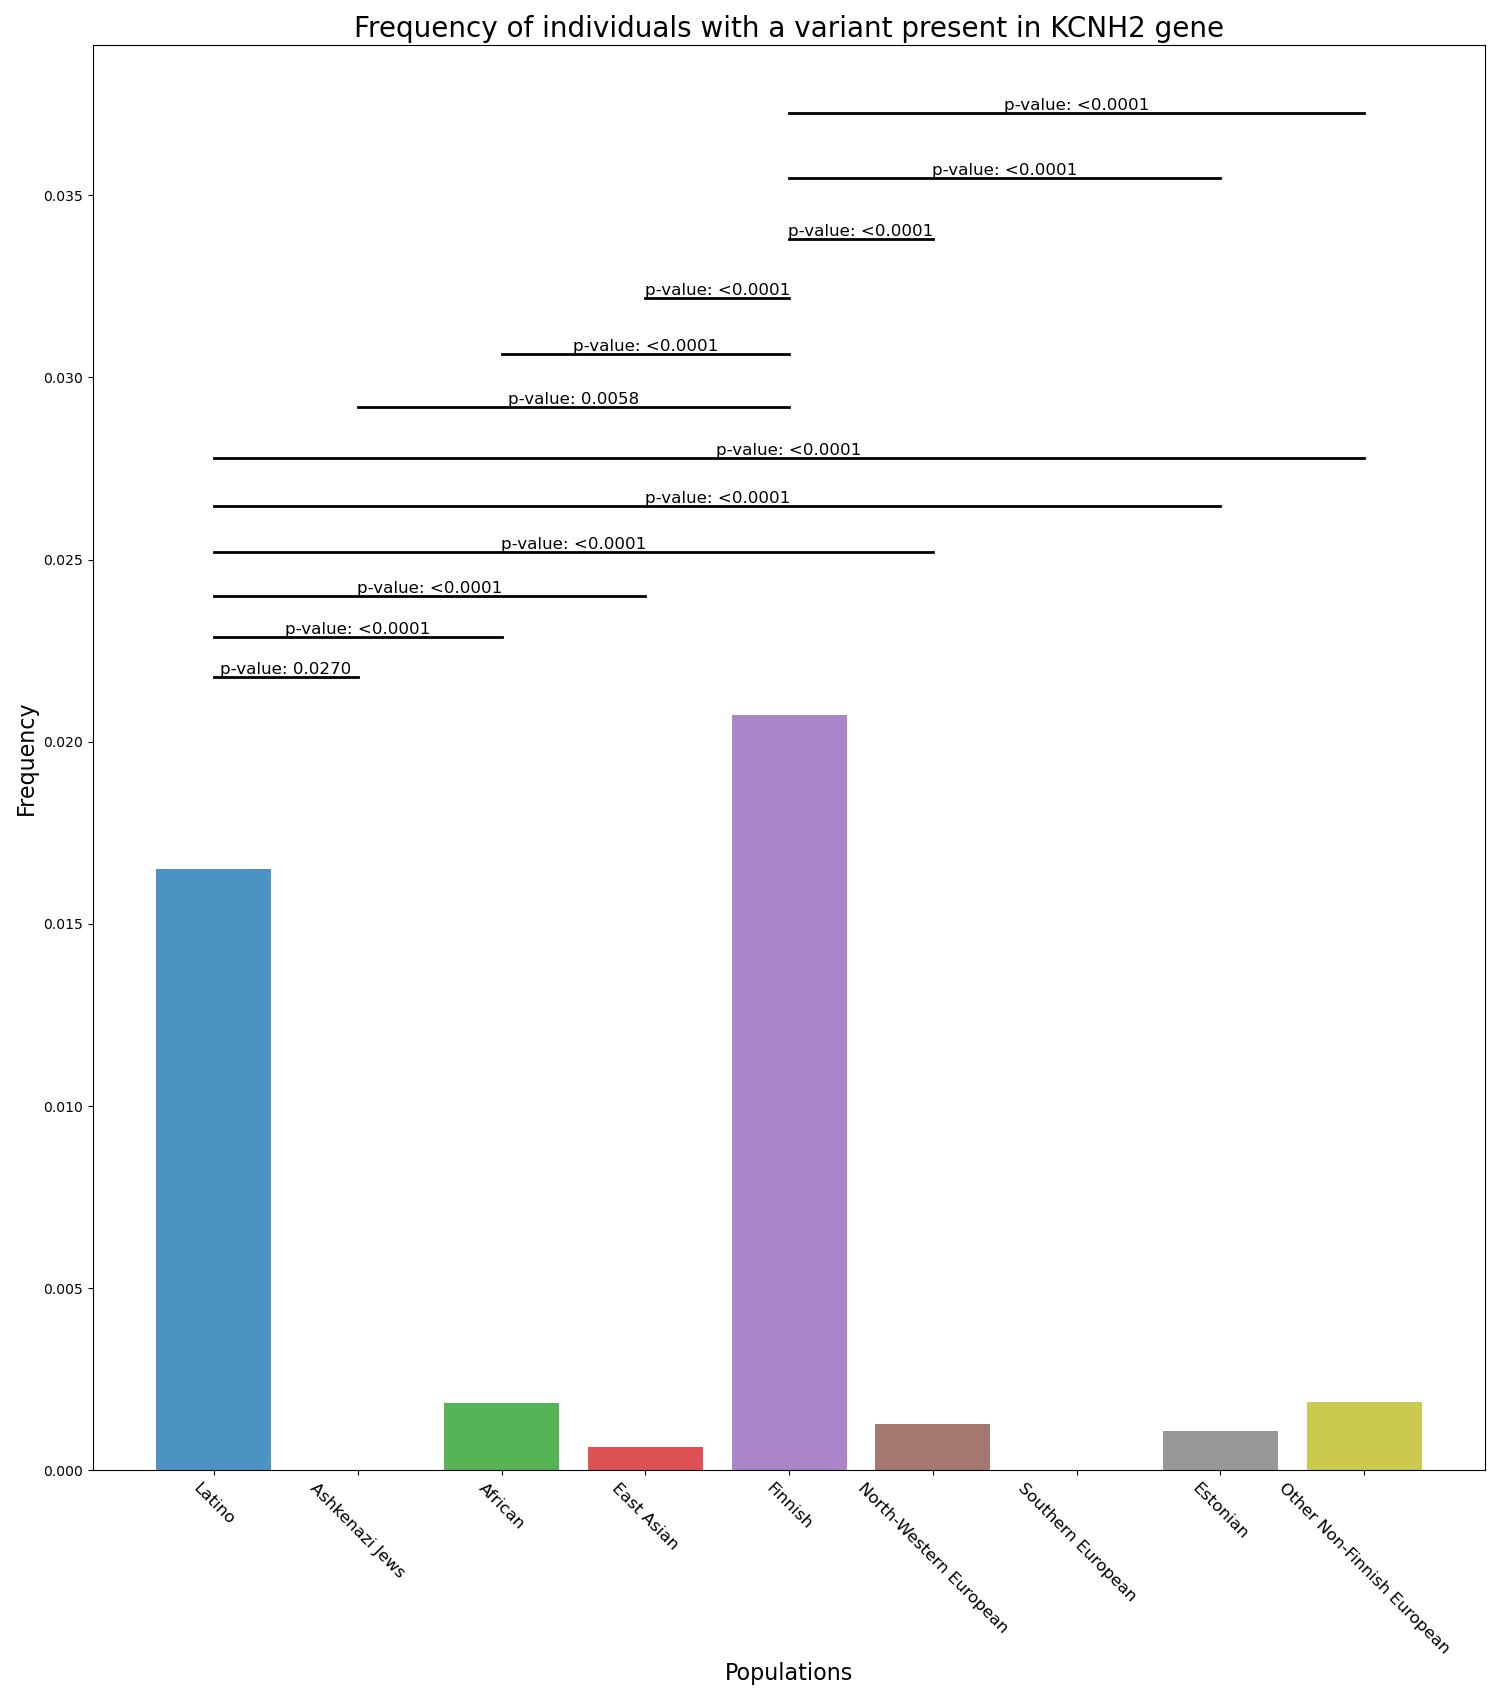 Frequency of individuals with a variant present in KCNH2 gene
p-value: <0.0001
p-value: <0.0001
p-value: <0.0001
p-value: <0.0001
p-value: <0.0001
p-value: 0.0058
p-value: <0.0001
p-value: <0.0001
p-value: <0.0001
p-value: <0.0001
p-value: <0.0001
p-value: 0.0270
Frequency
0.035
0.030
0.025
0.020
0.015
0.010
0.005
0.000
Latino
Ashkenazi Jews
African
East Asian
Finnish
North-Western European
Southern European
Estonian
Other Non-Finnish European
Populations